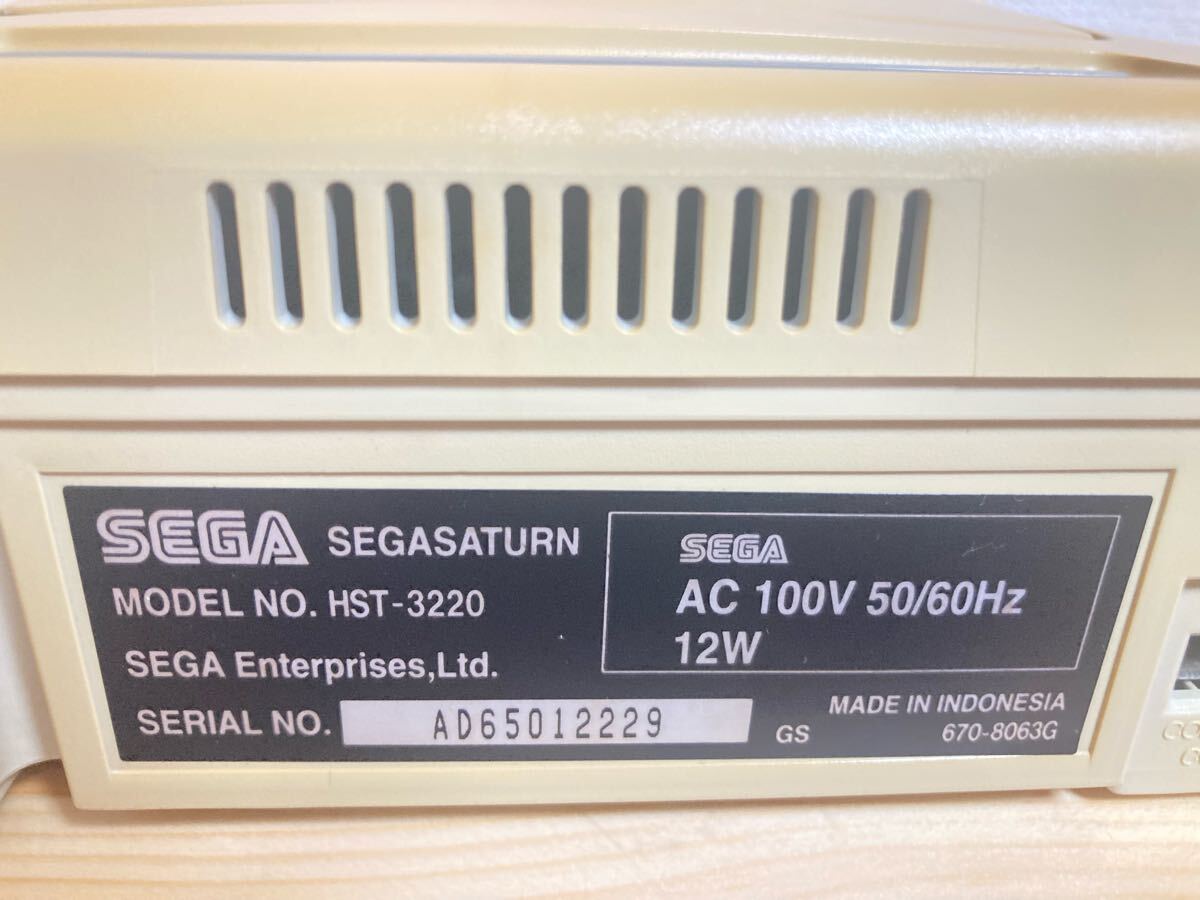 SEGA SEGASATURN
MODEL NO. HST-3220
SEGA Enterprises,Ltd.
SERIAL NO. AD65012229
GS
SEGA
AC 100V 50/60Hz
12W
MADE IN INDONESIA
670-8063G